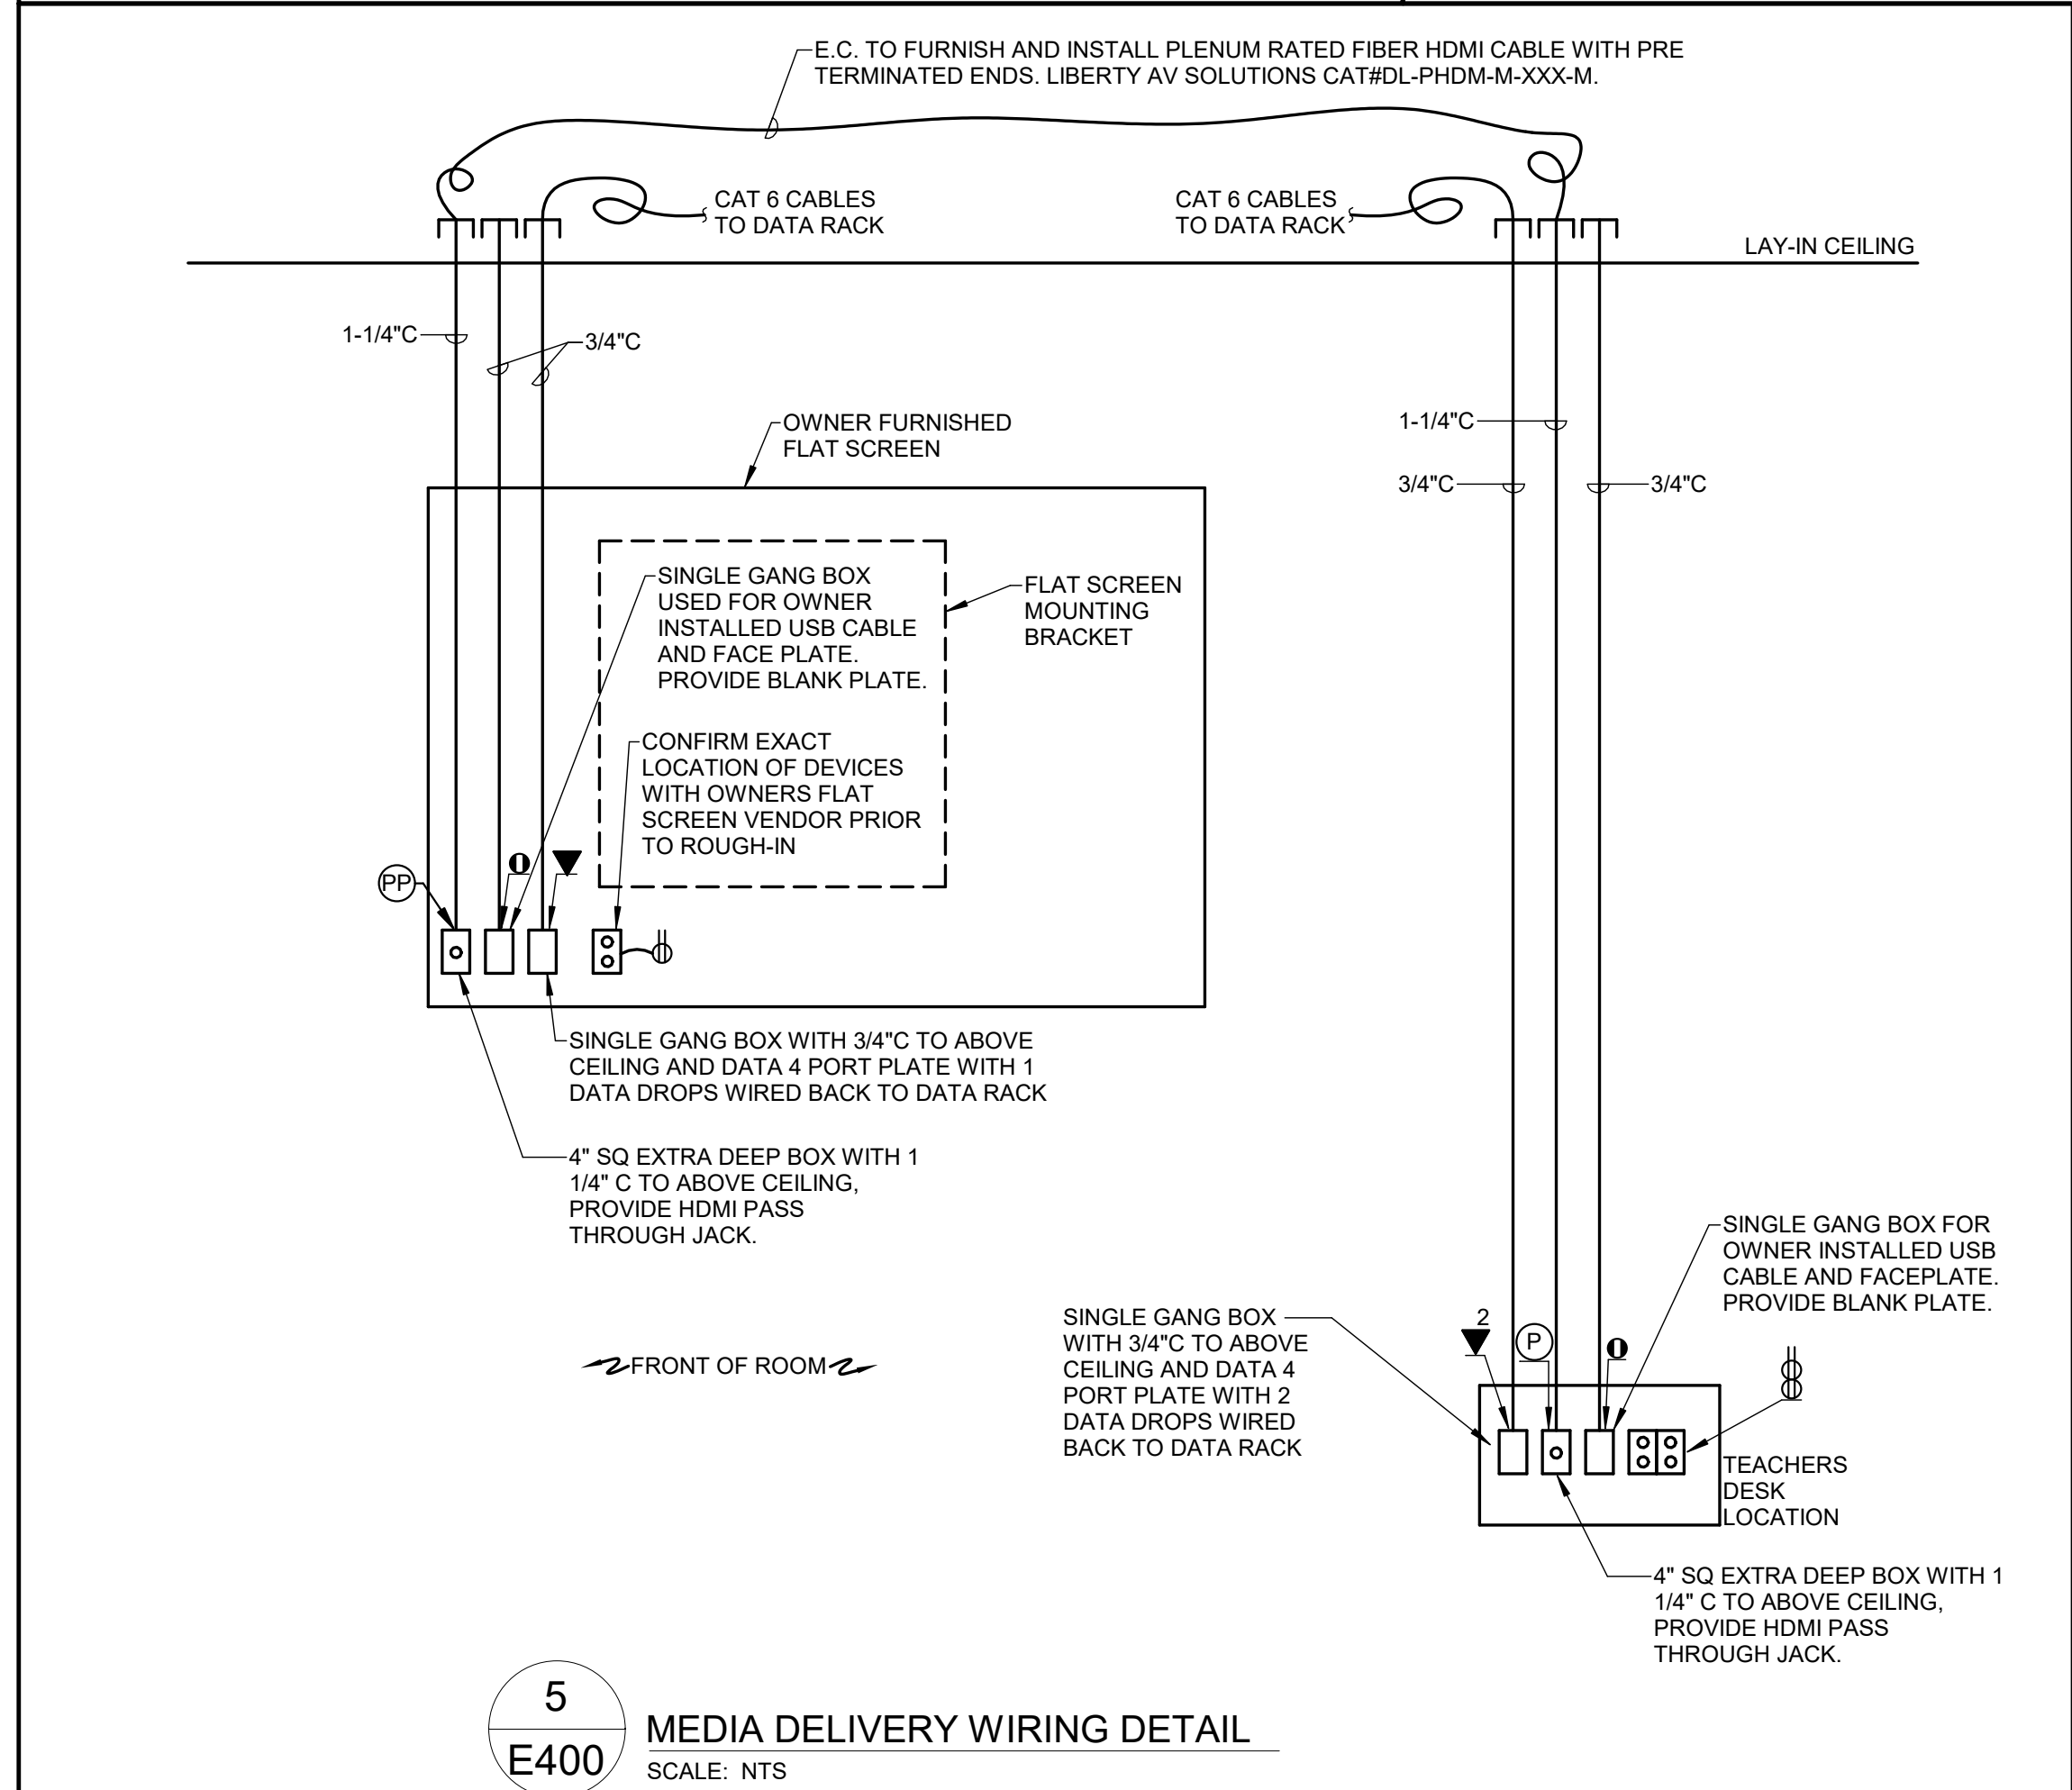 E.C. TO FURNISH AND INSTALL PLENUM RATED FIBER HDMI CABLE WITH PRE
TERMINATED ENDS. LIBERTY AV SOLUTIONS CAT#DL-PHDM-M-XXX-M.
CAT 6 CABLES
TO DATA RACK
CAT 6 CABLES
TO DATA RACK
LAY-IN CEILING
1-1/4"C
3/4"C
OWNER FURNISHED
FLAT SCREEN
1-1/4"C
3/4"C
3/4"C
SINGLE GANG BOX
USED FOR OWNER
INSTALLED USB CABLE
AND FACE PLATE.
PROVIDE BLANK PLATE.
FLAT SCREEN
MOUNTING
BRACKET
CONFIRM EXACT
LOCATION OF DEVICES
WITH OWNERS FLAT
SCREEN VENDOR PRIOR
TO ROUGH-IN
PP
SINGLE GANG BOX WITH 3/4"C TO ABOVE
CEILING AND DATA 4 PORT PLATE WITH 1
DATA DROPS WIRED BACK TO DATA RACK
4" SQ EXTRA DEEP BOX WITH 1
1/4" C TO ABOVE CEILING,
PROVIDE HDMI PASS
THROUGH JACK.
FRONT OF ROOM
SINGLE GANG BOX
WITH 3/4"C TO ABOVE
CEILING AND DATA 4
PORT PLATE WITH 2
DATA DROPS WIRED
BACK TO DATA RACK
2
P
SINGLE GANG BOX FOR
OWNER INSTALLED USB
CABLE AND FACEPLATE.
PROVIDE BLANK PLATE.
TEACHERS
DESK
LOCATION
4" SQ EXTRA DEEP BOX WITH 1
1/4" C TO ABOVE CEILING,
PROVIDE HDMI PASS
THROUGH JACK.
5
E400
MEDIA DELIVERY WIRING DETAIL
SCALE: NTS